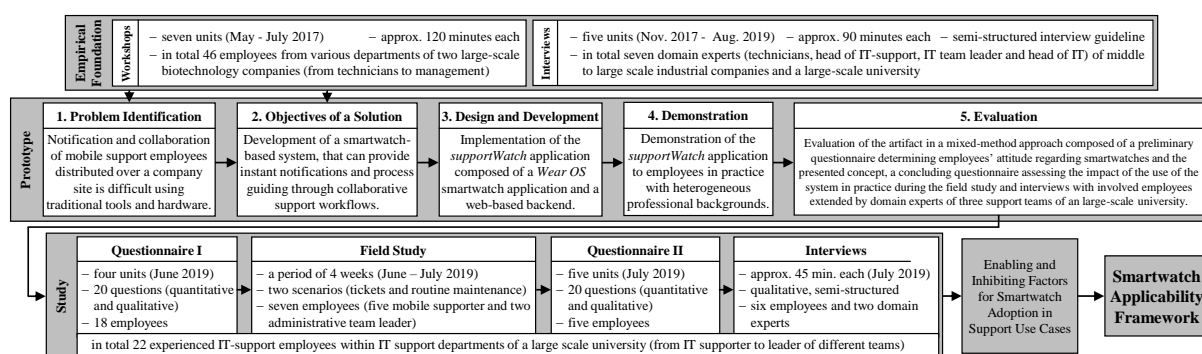 Empirical
Foundation
Workshops
– seven units (May - July 2017) – approx. 120 minutes each
– in total 46 employees from various departments of two large-scale
biotechnology companies (from technicians to management)
Interviews
– five units (Nov. 2017 - Aug. 2019) – approx. 90 minutes each – semi-structured interview guideline
– in total seven domain experts (technicians, head of IT-support, IT team leader and head of IT) of middle
to large scale industrial companies and a large-scale university
Prototype
1. Problem Identification
Notification and collaboration
of mobile support employees
distributed over a company
site is difficult using
traditional tools and hardware.
2. Objectives of a Solution
Development of a smartwatch-
based system, that can provide
instant notifications and process
guiding through collaborative
support workflows.
3. Design and Development
Implementation of the
supportWatch application
composed of a Wear OS
smartwatch application and a
web-based backend.
4. Demonstration
Demonstration of the
supportWatch application
to employees in practice
with heterogeneous
professional backgrounds.
5. Evaluation
Evaluation of the artifact in a mixed-method approach composed of a preliminary
questionnaire determining employees’ attitude regarding smartwatches and the
presented concept, a concluding questionnaire assessing the impact of the use of the
system in practice during the field study and interviews with involved employees
extended by domain experts of three support teams of an large-scale university.
Study
Questionnaire I
– four units (June 2019)
– 20 questions (quantitative
and qualitative)
– 18 employees
Field Study
– a period of 4 weeks (June – July 2019)
– two scenarios (tickets and routine maintenance)
– seven employees (five mobile supporter and two
administrative team leader)
Questionnaire II
– five units (July 2019)
– 20 questions (quantitative
and qualitative)
– five employees
Interviews
– approx. 45 min. each (July 2019)
– qualitative, semi-structured
– six employees and two domain
experts
in total 22 experienced IT-support employees within IT support departments of a large scale university (from IT supporter to leader of different teams)
Enabling and
Inhibiting Factors
for Smartwatch
Adoption in
Support Use Cases
Smartwatch
Applicability
Framework